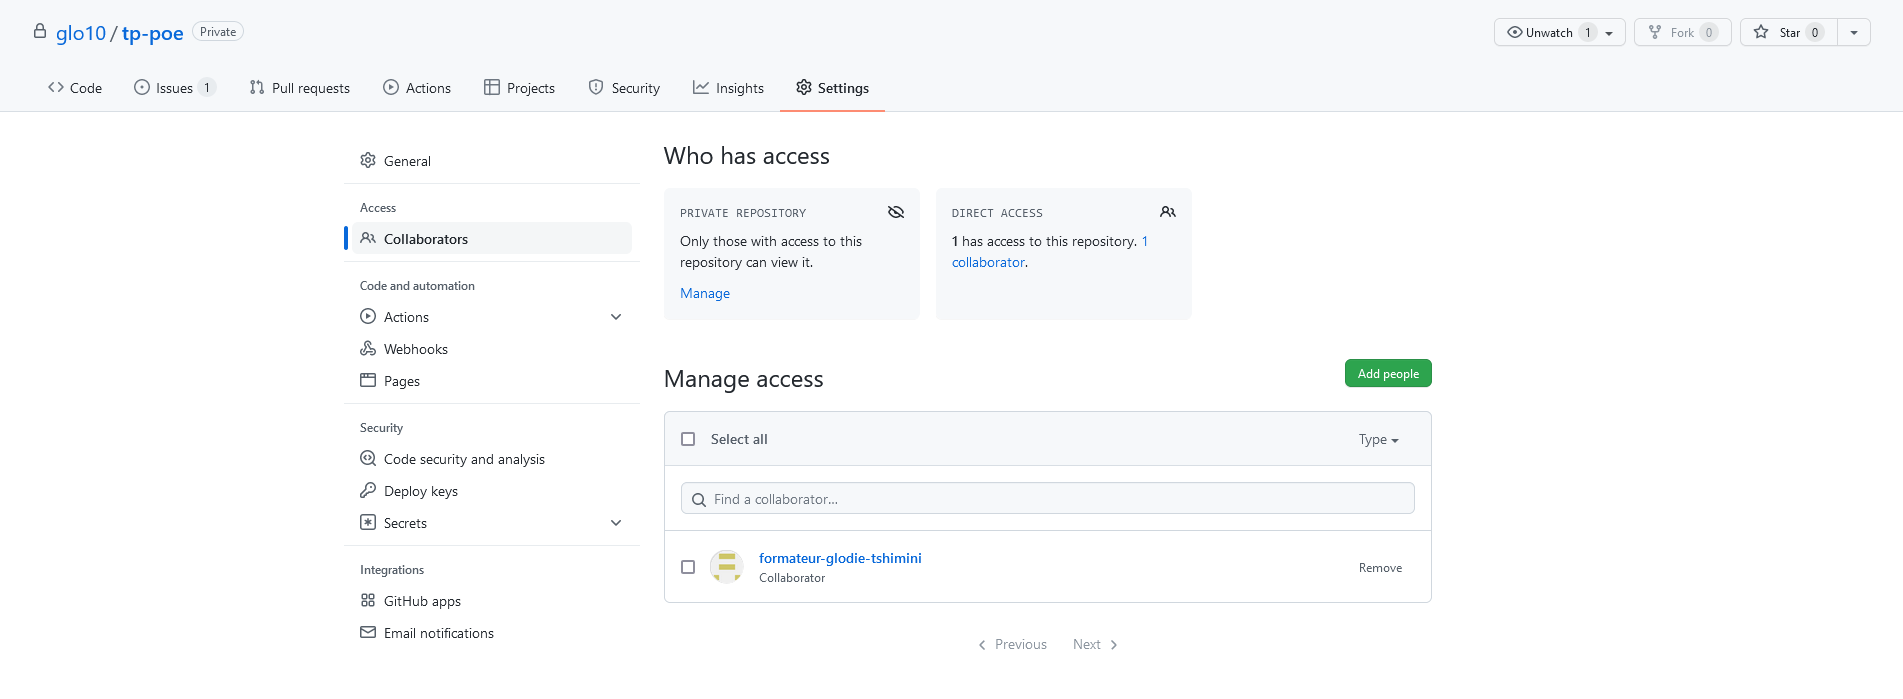 glo10 / tp-poe Private
Unwatch 1 Fork 0 Star 0
Code Issues 1 Pull requests Actions Projects Security Insights Settings
General
Access
Collaborators
Code and automation
Actions
Webhooks
Pages
Security
Code security and analysis
Deploy keys
Secrets
Integrations
GitHub apps
Email notifications
Who has access
PRIVATE REPOSITORY
Only those with access to this
repository can view it.
Manage
DIRECT ACCESS
1 has access to this repository. 1
collaborator.
Manage access
Add people
Select all Type
Find a collaborator...
formateur-glodie-tshimini
Collaborator
Remove
Previous Next